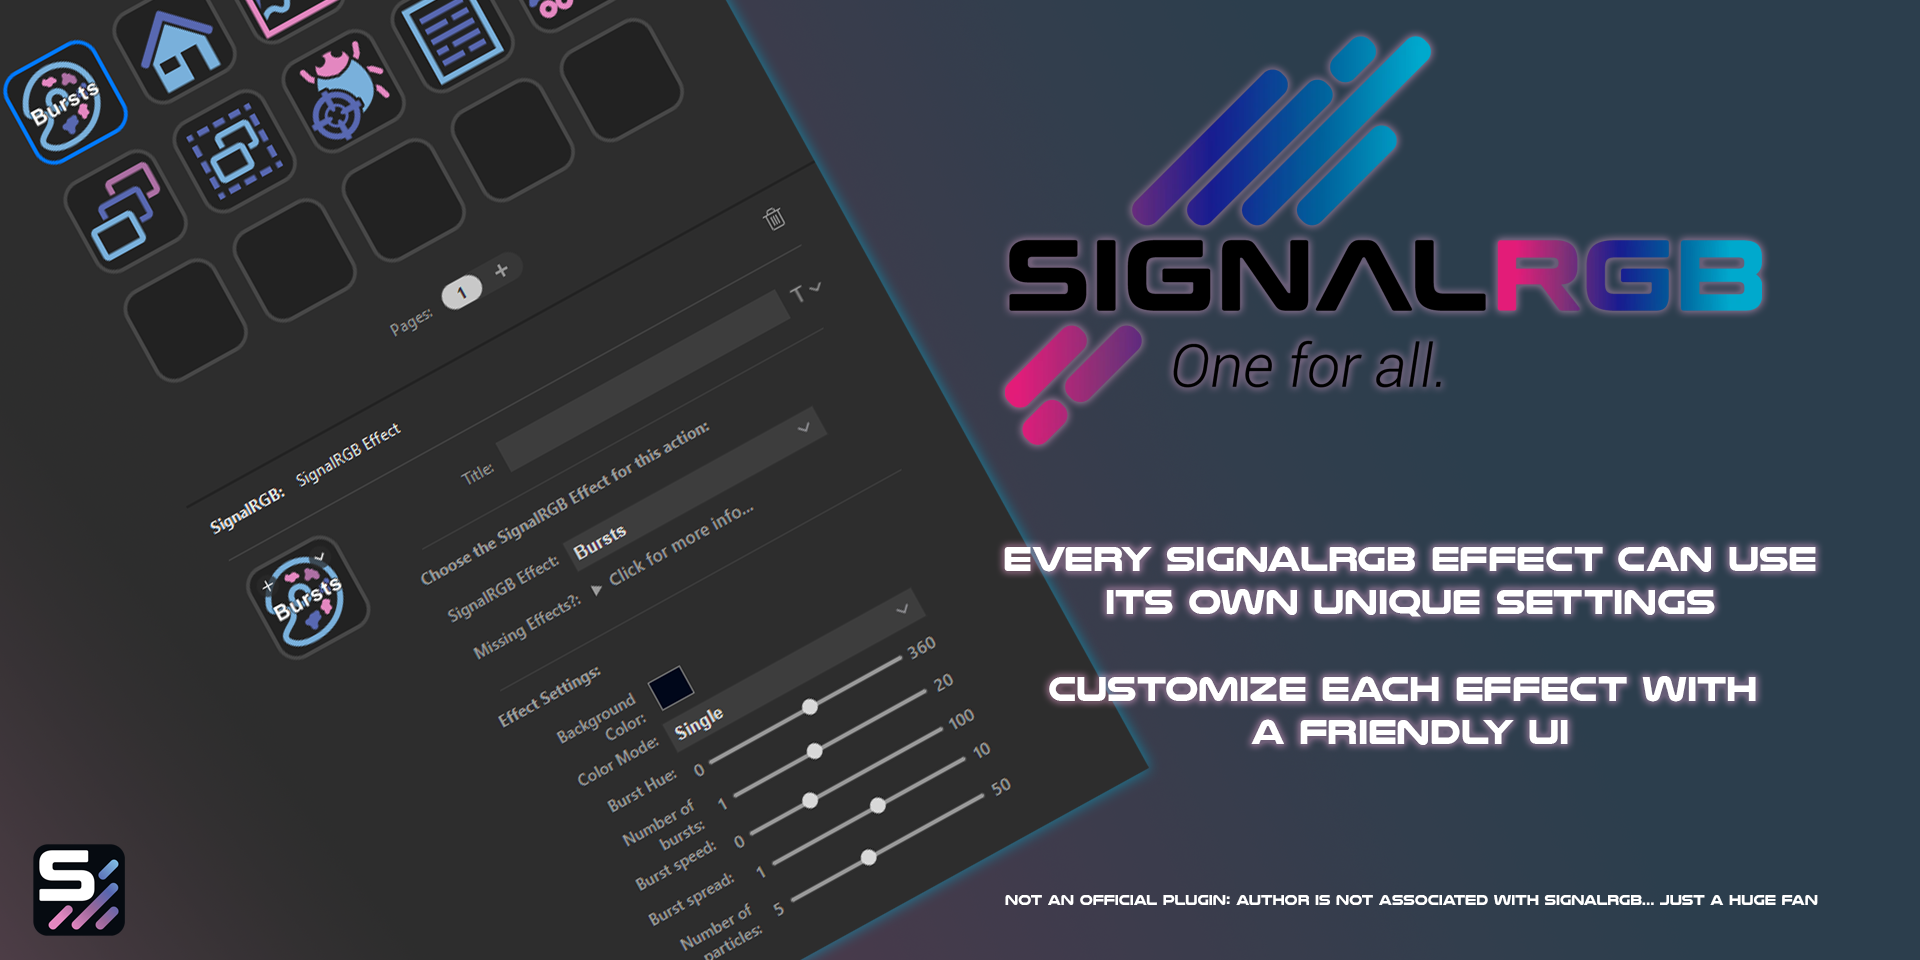 Bursts
Pages:
1
+
SignalRGB: SignalRGB Effect
Title:
T
Choose the SignalRGB Effect for this action:
SignalRGB Effect: Bursts
Missing Effects?: Click for more info...
Bursts
Effect Settings:
Background
Color:
Color Mode: Single
Burst Hue: 0 360
Number of
bursts: 1 20
Burst speed: 0 100
Burst spread: 1 10
Number of
particles: 5 50
S
SIGNALRGB
One for all.
EVERY SIGNALRGB EFFECT CAN USE
ITS OWN UNIQUE SETTINGS
CUSTOMIZE EACH EFFECT WITH
A FRIENDLY UI
NOT AN OFFICIAL PLUGIN: AUTHOR IS NOT ASSOCIATED WITH SIGNALRGB... JUST A HUGE FAN